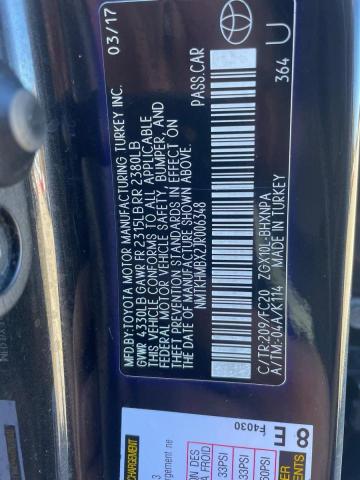 MFD.BY:TOYOTA MOTOR MANUFACTURING TURKEY INC. 03/17
GVWR 4330LB GAWR FR 2315LB RR 2380LB
THIS VEHICLE CONFORMS TO ALL APPLICABLE
FEDERAL MOTOR VEHICLE SAFETY, BUMPER, AND
THEFT PREVENTION STANDARDS IN EFFECT ON
THE DATE OF MANUFACTURE SHOWN ABOVE.
NMTKHMBX2JR006348 PASS.CAR
C/TR:209/FC20 ZGX10L-BHXNPA
A/TM:-04A/K114 MADE IN TURKEY
364 U
F4030
CHARGEMENT
33PSI
33PSI
60PSI